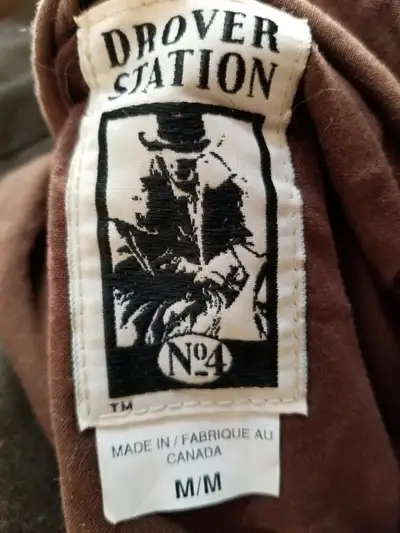 DROVER
STATION
No4
TM
MADE IN / FABRIQUE AU
CANADA
M/M